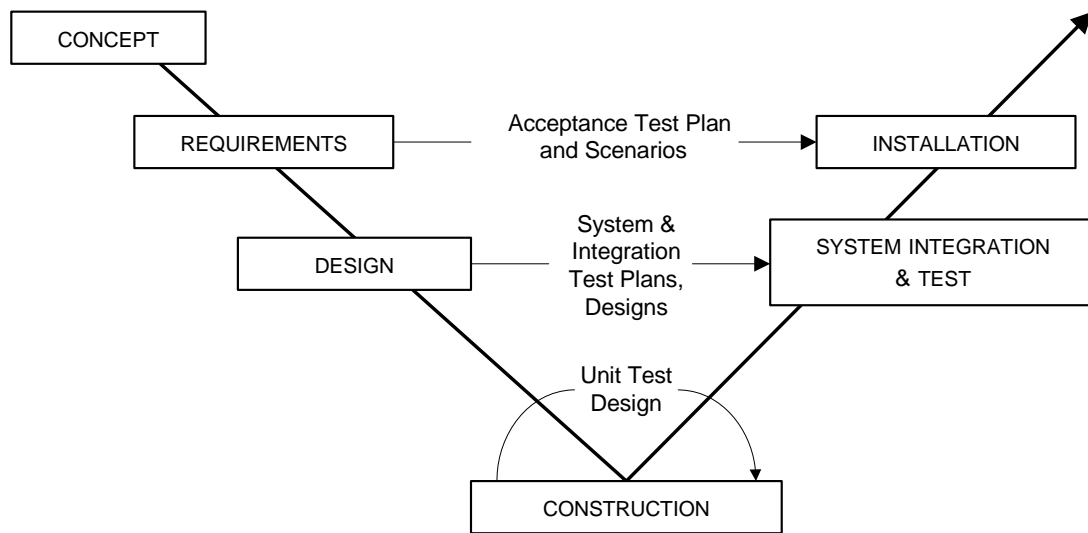 CONCEPT
REQUIREMENTS
Acceptance Test Plan
and Scenarios
INSTALLATION
DESIGN
System &
Integration
Test Plans,
Designs
SYSTEM INTEGRATION
& TEST
Unit Test
Design
CONSTRUCTION